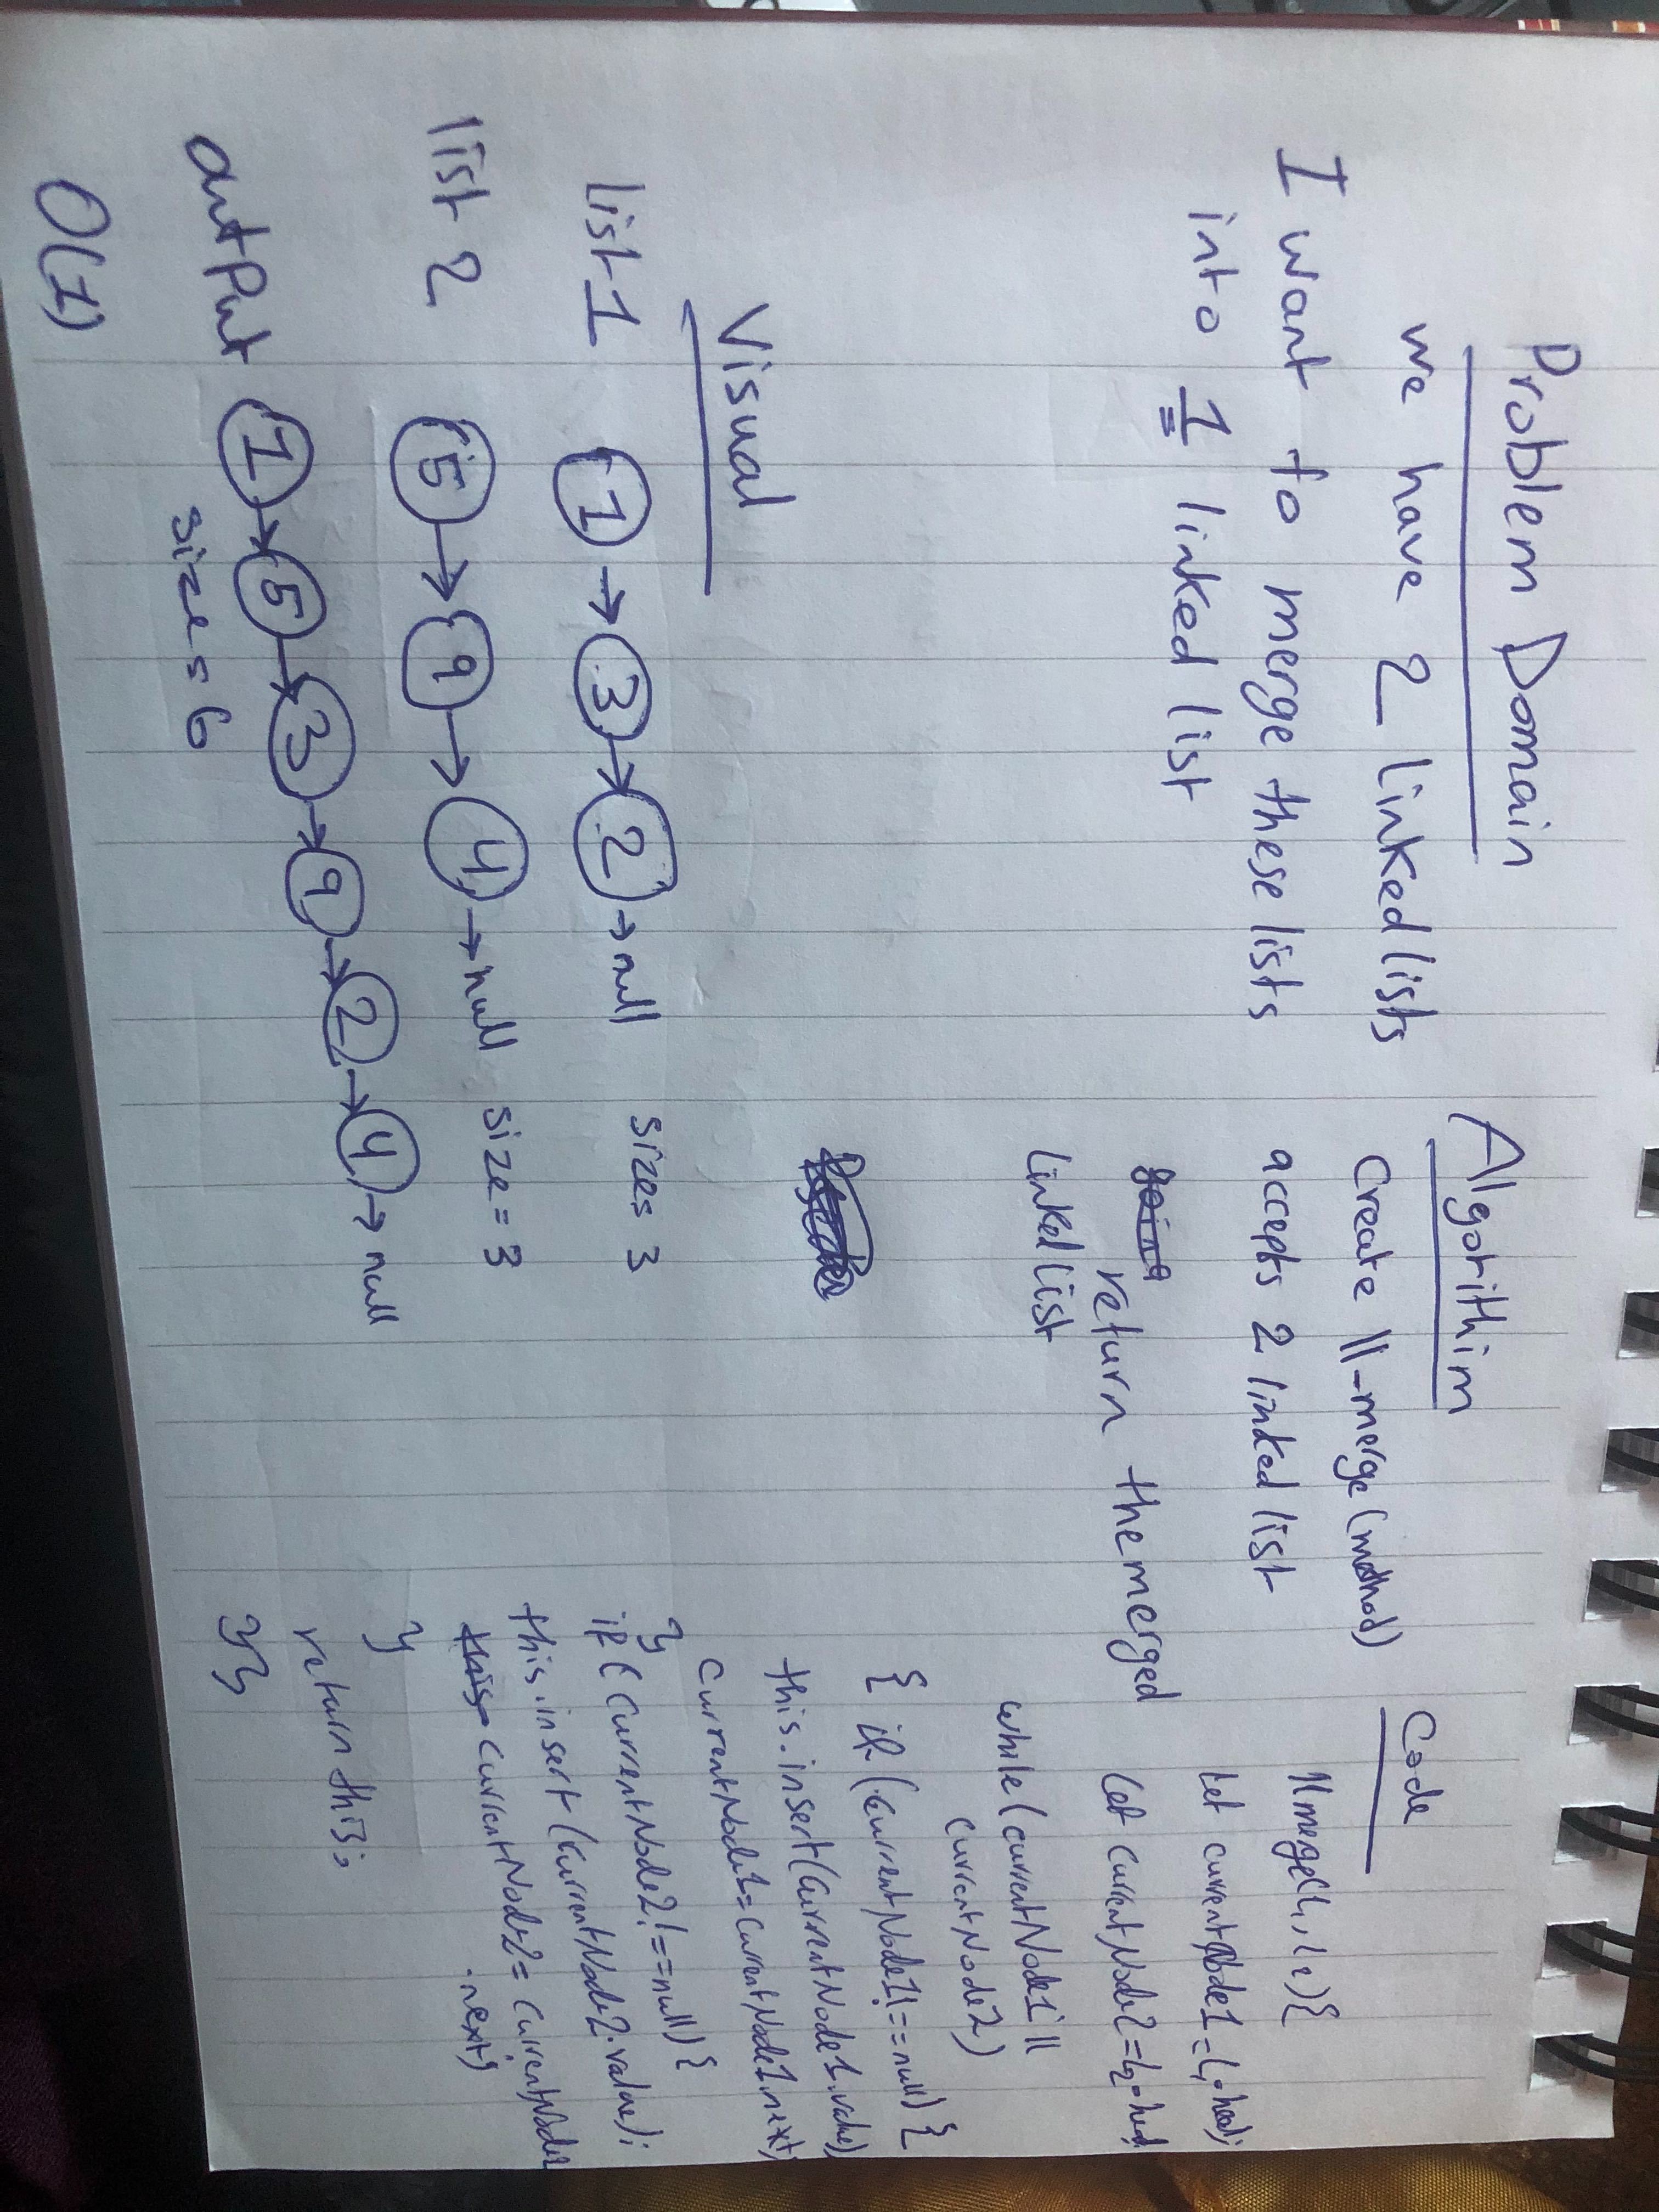 Problem Domain
we have 2 linked lists
I want to merge these lists
into 1 linked list
Visual
list 1 1 → 3 → 2 → null sizes 3
list 2 5 → 9 → 4 → null size = 3
outPut 1 → 5 → 3 → 9 → 2 → 4 → null
size = 6
O(1)
Algorithim
Create ll-merge (method)
accepts 2 linked list
return the merged
linked list
Code
llmerge(l1, l2){
let currentNode1 = l1.head;
let currentNode2 = l2.head
while (currentNode1 ||
currentNode2)
{ if (currentNode1 !== null) {
this.insert(currentNode1.value)
currentNode1 = currentNode1.next;
}
if (currentNode2 !== null) {
this.insert(currentNode2.value);
this currentNode2 = currentNode2
.next;
}
return this;
}}